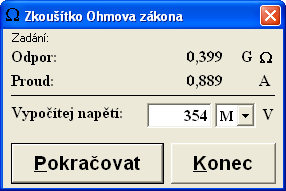 Ω Zkoušítko Ohmova zákona
Zadání:
Odpor: 0,399 G Ω
Proud: 0,889 A
Vypočítej napětí: 354 M V
Pokračovat Konec